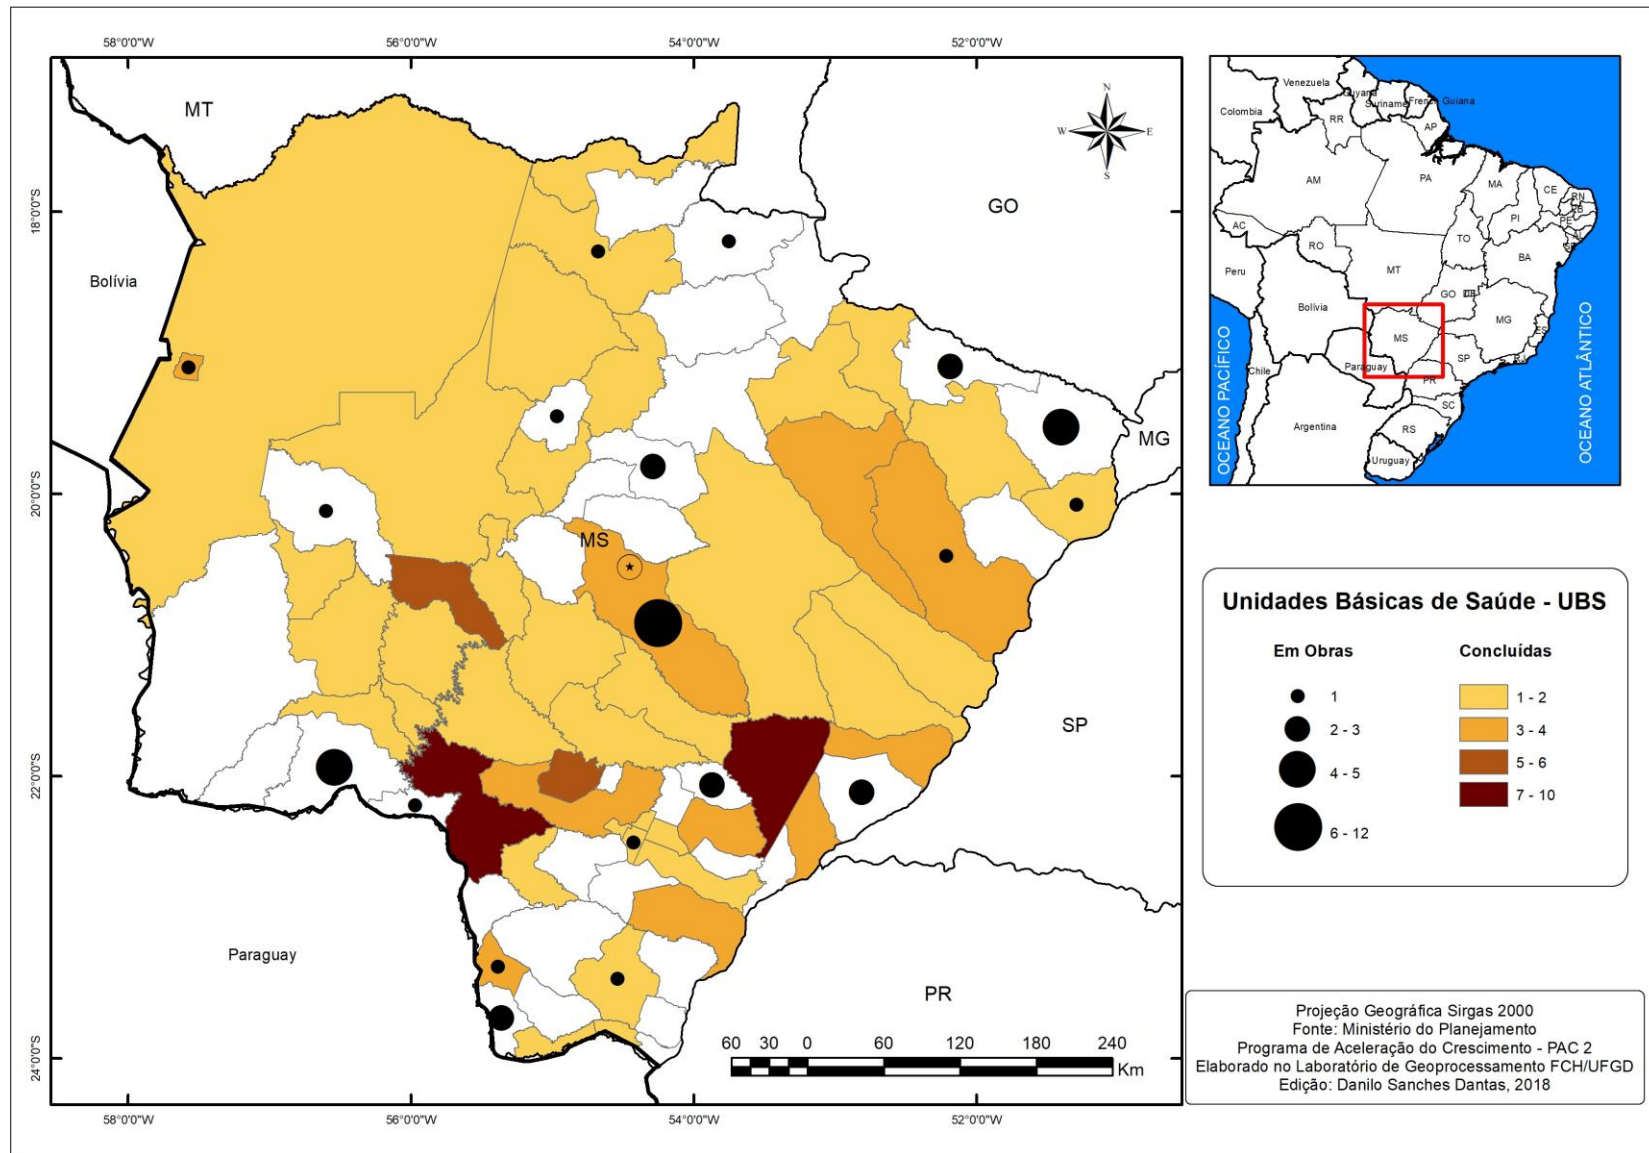 58°0'0"W
56°0'0"W
54°0'0"W
52°0'0"W
18°0'0"S
20°0'0"S
22°0'0"S
24°0'0"S
MT
GO
Bolívia
MG
MS
SP
Paraguay
PR
N
W
E
S
60 30 0 60 120 180 240
Km
58°0'0"W
56°0'0"W
54°0'0"W
52°0'0"W
Venezuela
Guyana
Suriname
French Guiana
Colombia
RR
AP
AM
PA
MA
CE
RN
PI
PE
AC
RO
TO
AL
BA
Peru
MT
GO
Bolívia
MG
ES
MS
SP
RJ
Paraguay
PR
Chile
SC
Argentina
RS
Uruguay
OCEANO PACÍFICO
OCEANO ATLÂNTICO
Unidades Básicas de Saúde - UBS
Em Obras
1
2 - 3
4 - 5
6 - 12
Concluídas
1 - 2
3 - 4
5 - 6
7 - 10
Projeção Geográfica Sirgas 2000
Fonte: Ministério do Planejamento
Programa de Aceleração do Crescimento - PAC 2
Elaborado no Laboratório de Geoprocessamento FCH/UFGD
Edição: Danilo Sanches Dantas, 2018